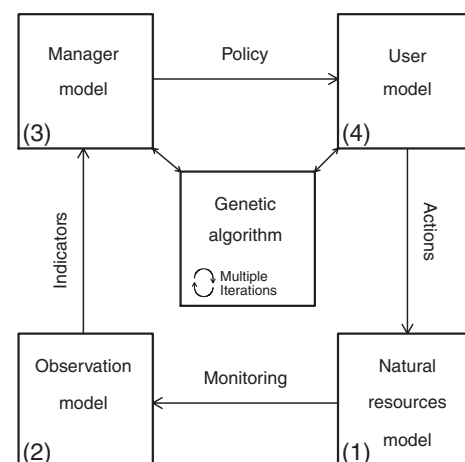 Manager
model
(3)
Policy
User
model
(4)
Genetic
algorithm
Multiple
Iterations
Indicators
Actions
Observation
model
(2)
Monitoring
Natural
resources
model
(1)